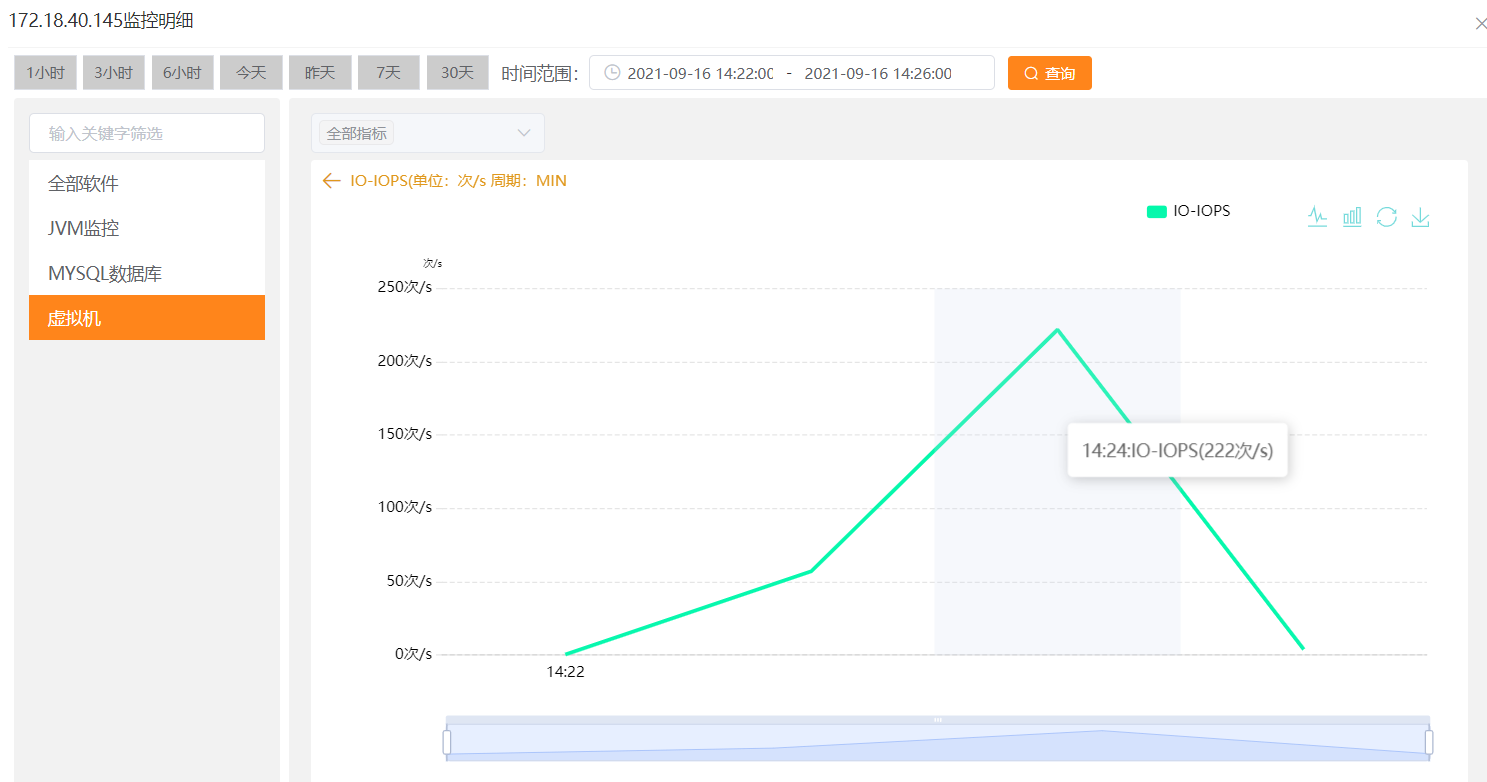 172.18.40.145监控明细
1小时 3小时 6小时 今天 昨天 7天 30天 时间范围： 2021-09-16 14:22:00 - 2021-09-16 14:26:00 查询
输入关键字筛选
全部软件
JVM监控
MYSQL数据库
虚拟机
全部指标
IO-IOPS(单位：次/s 周期：MIN
IO-IOPS
次/s
250次/s
200次/s
150次/s
14:24:IO-IOPS(222次/s)
100次/s
50次/s
0次/s
14:22